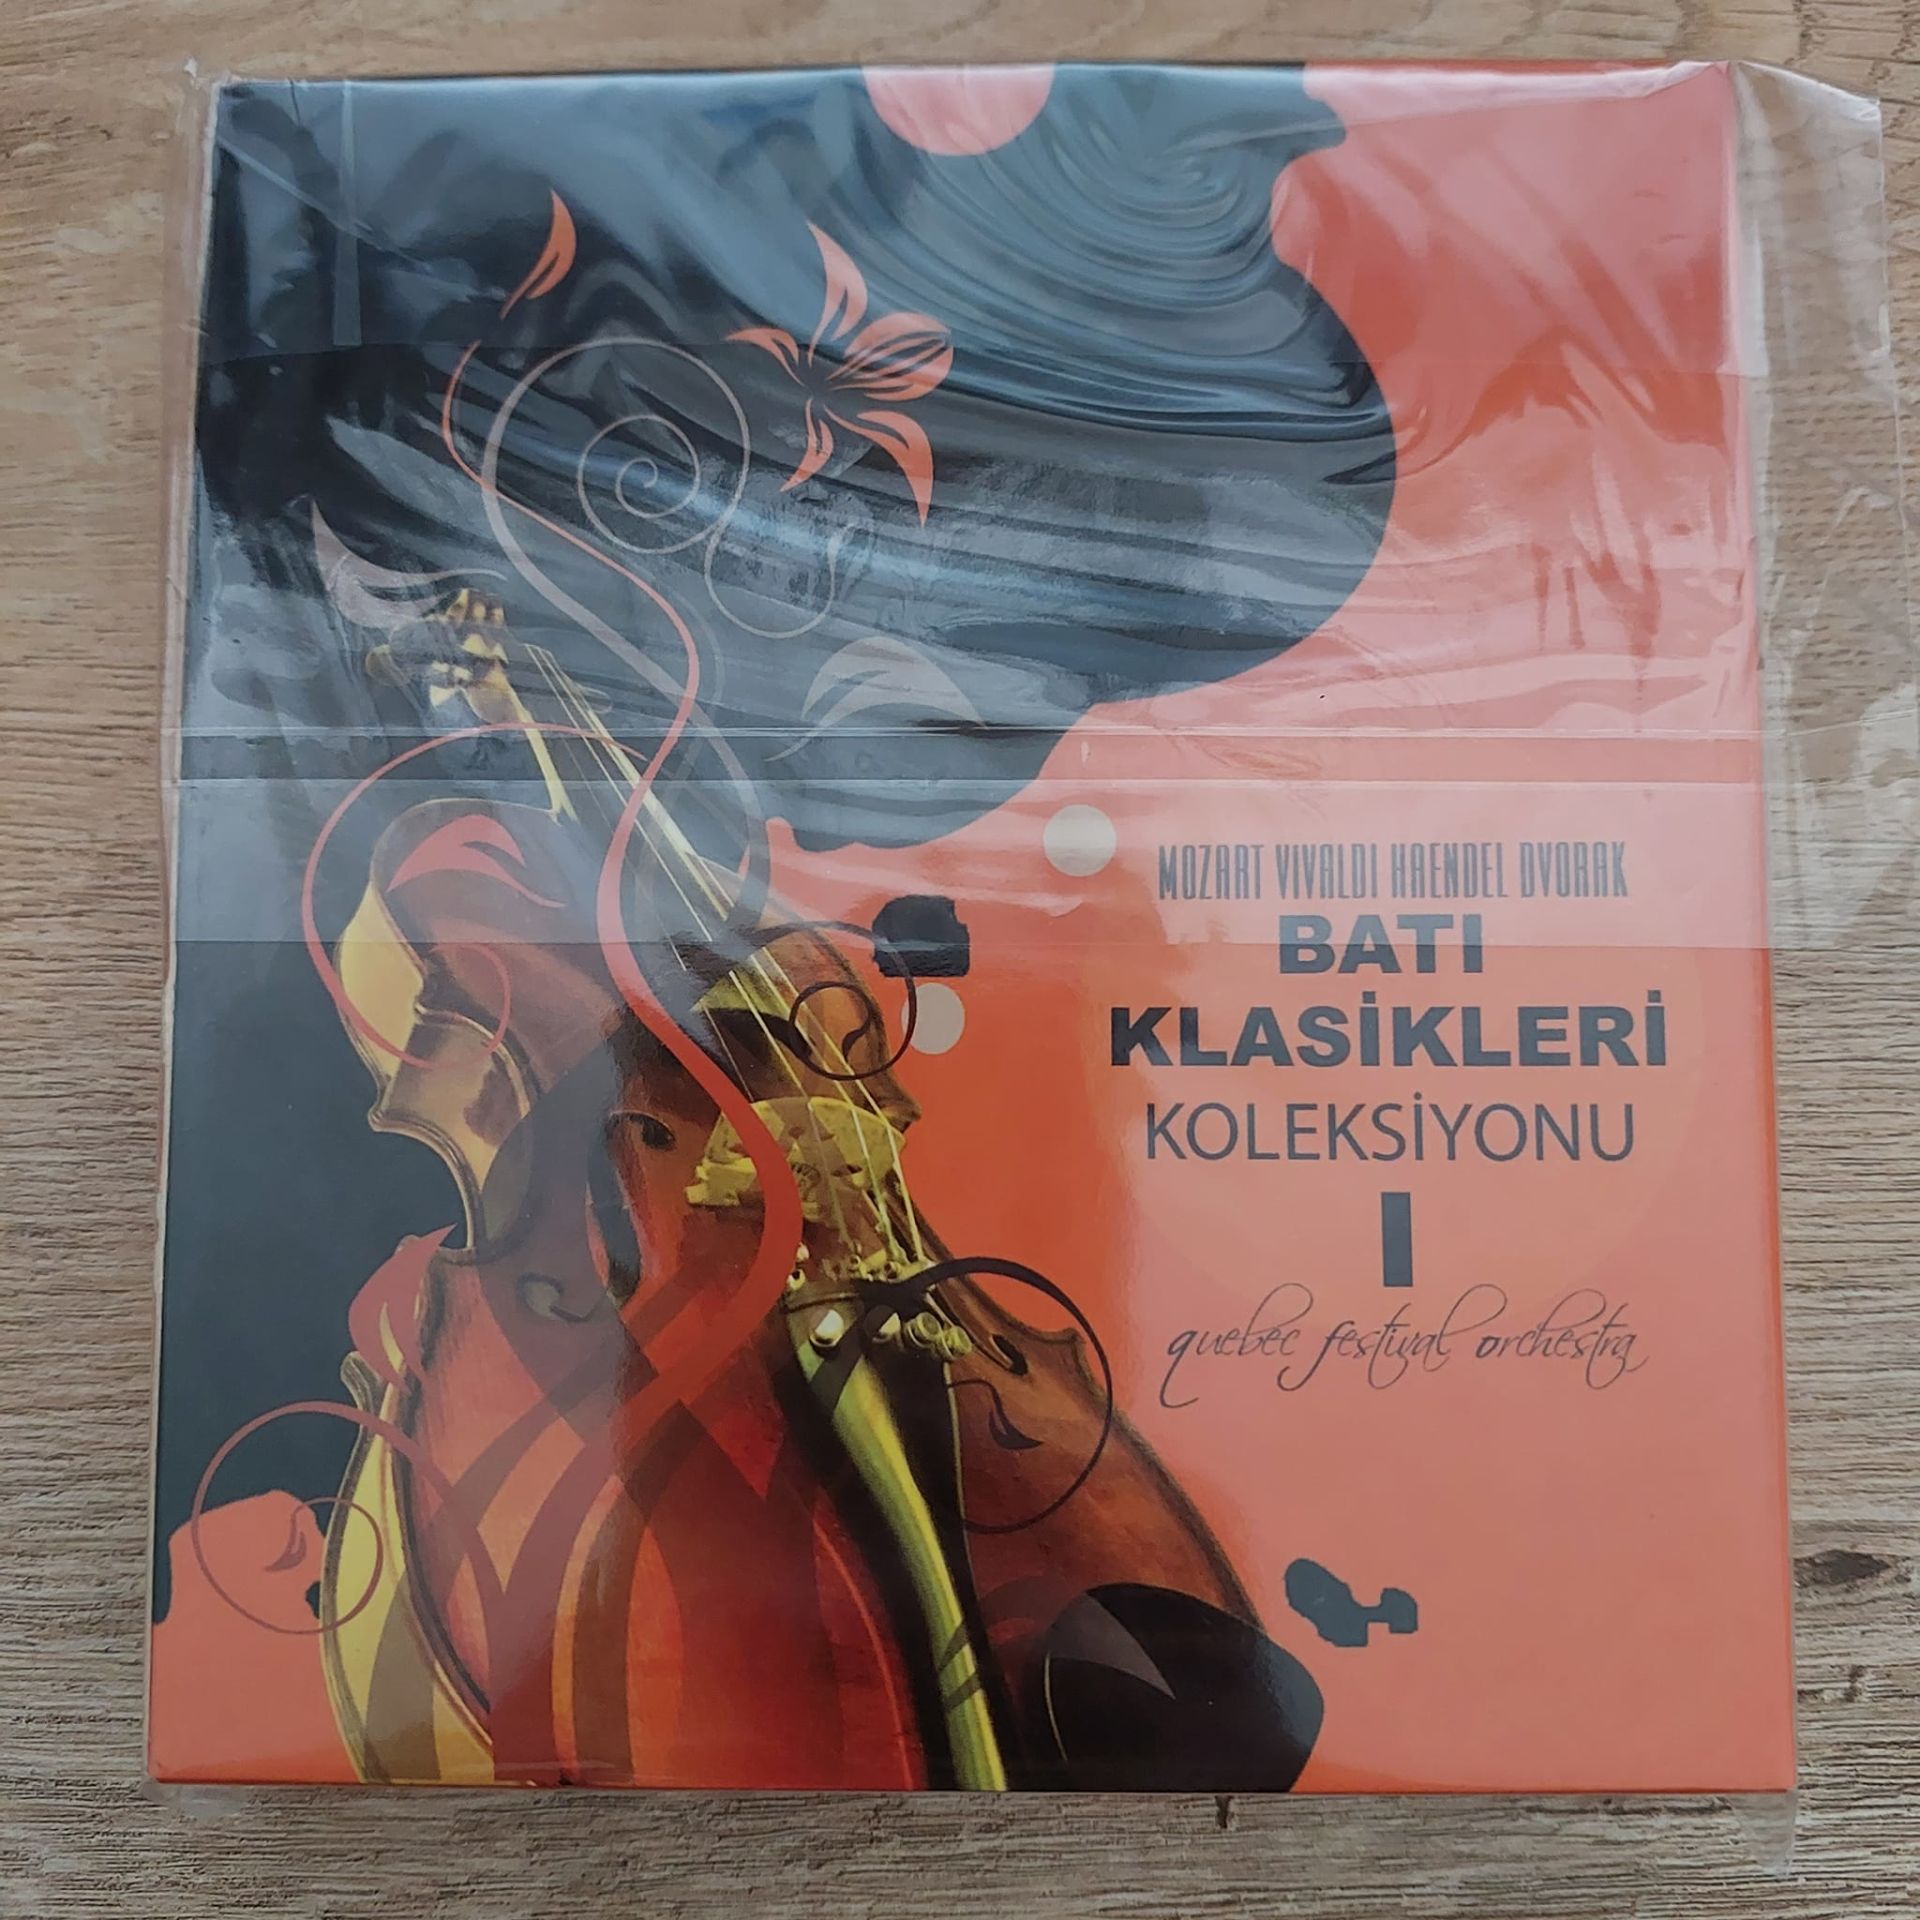 MOZART VIVALDI HAENDEL DVORAK
BATI
KLASİKLERİ
KOLEKSİYONU
I
quebec festival orchestra